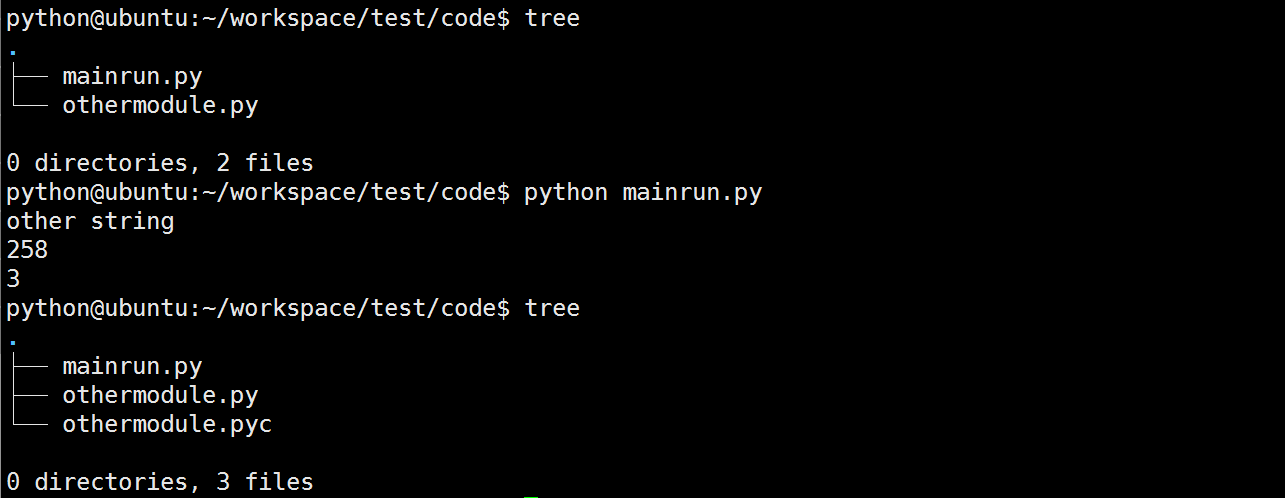 python@ubuntu:~/workspace/test/code$ tree
.
├── mainrun.py
└── othermodule.py
0 directories, 2 files
python@ubuntu:~/workspace/test/code$ python mainrun.py
other string
258
3
python@ubuntu:~/workspace/test/code$ tree
.
├── mainrun.py
├── othermodule.py
└── othermodule.pyc
0 directories, 3 files